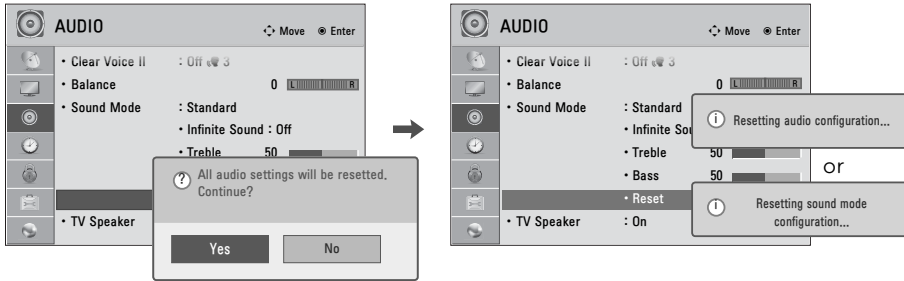 AUDIO
Move Enter
• Clear Voice II : Off 3
• Balance 0 L R
• Sound Mode : Standard
• Infinite Sound : Off
• Treble 50
• TV Speaker
? All audio settings will be resetted.
Continue?
Yes No
AUDIO
Move Enter
• Clear Voice II : Off 3
• Balance 0 L R
• Sound Mode : Standard
• Infinite Sou
• Treble 50
• Bass 50
• Reset
• TV Speaker : On
i Resetting audio configuration...
or
i Resetting sound mode
configuration...